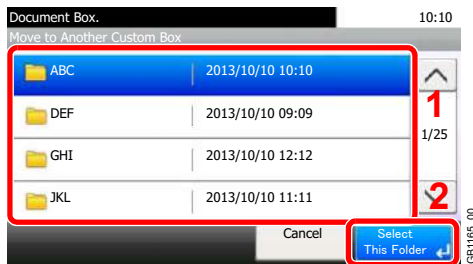 Document Box.
10:10
Move to Another Custom Box
ABC 2013/10/10 10:10
DEF 2013/10/10 09:09
GHI 2013/10/10 12:12
JKL 2013/10/10 11:11
1
1/25
2
Cancel
Select
This Folder
GB1165_00